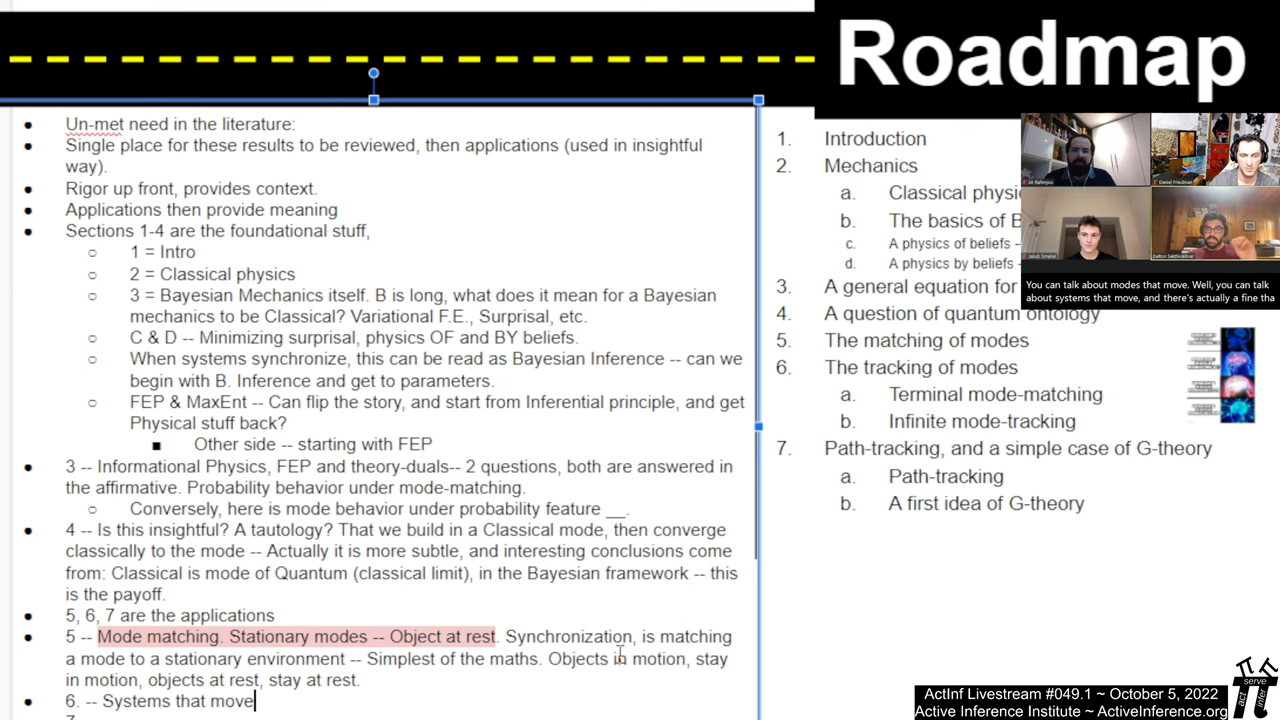 Roadmap
Un-met need in the literature:
Single place for these results to be reviewed, then applications (used in insightful
way).
Rigor up front, provides context.
Applications then provide meaning
Sections 1-4 are the foundational stuff,
1 = Intro
2 = Classical physics
3 = Bayesian Mechanics itself. B is long, what does it mean for a Bayesian
mechanics to be Classical? Variational F.E., Surprisal, etc.
C & D -- Minimizing surprisal, physics OF and BY beliefs.
When systems synchronize, this can be read as Bayesian Inference -- can we
begin with B. Inference and get to parameters.
FEP & MaxEnt -- Can flip the story, and start from Inferential principle, and get
Physical stuff back?
Other side -- starting with FEP
3 -- Informational Physics, FEP and theory-duals-- 2 questions, both are answered in
the affirmative. Probability behavior under mode-matching.
Conversely, here is mode behavior under probability feature __.
4 -- Is this insightful? A tautology? That we build in a Classical mode, then converge
classically to the mode -- Actually it is more subtle, and interesting conclusions come
from: Classical is mode of Quantum (classical limit), in the Bayesian framework -- this
is the payoff.
5, 6, 7 are the applications
5 -- Mode matching. Stationary modes -- Object at rest. Synchronization, is matching
a mode to a stationary environment -- Simplest of the maths. Objects in motion, stay
in motion, objects at rest, stay at rest.
6. -- Systems that move
1. Introduction
2. Mechanics
a. Classical physic
b. The basics of B
c. A physics of beliefs --
d. A physics by beliefs -
3. A general equation for
4. A question of quantum ontology
5. The matching of modes
6. The tracking of modes
a. Terminal mode-matching
b. Infinite mode-tracking
7. Path-tracking, and a simple case of G-theory
a. Path-tracking
b. A first idea of G-theory
Daniel Friedman
Dalton Sakthivadivel
You can talk about modes that move. Well, you can talk
about systems that move, and there's actually a fine tha
serve
act
infer
ActInf Livestream #049.1 ~ October 5, 2022
Active Inference Institute ~ ActiveInference.org